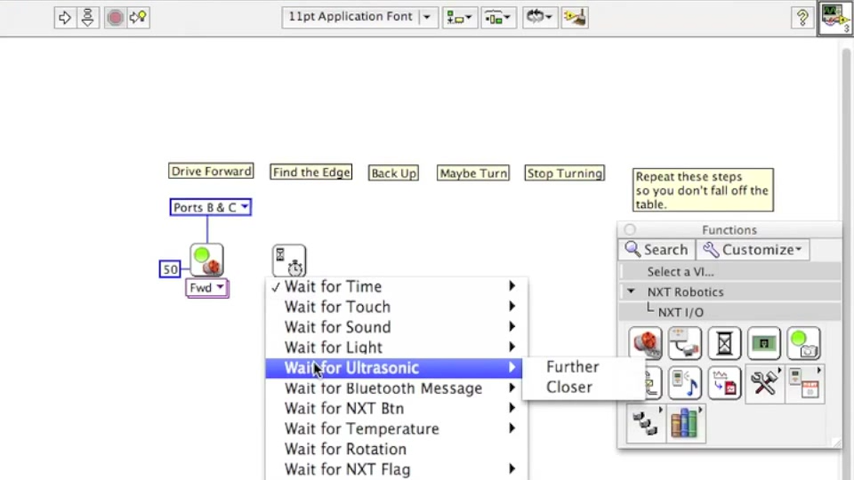 11pt Application Font
?
3
Drive Forward
Find the Edge
Back Up
Maybe Turn
Stop Turning
Repeat these steps
so you don't fall off the
table.
Ports B & C
50
Fwd
✓ Wait for Time
Wait for Touch
Wait for Sound
Wait for Light
Wait for Ultrasonic
Wait for Bluetooth Message
Wait for NXT Btn
Wait for Temperature
Wait for Rotation
Wait for NXT Flag
Further
Closer
Functions
Search
Customize
Select a VI...
NXT Robotics
NXT I/O